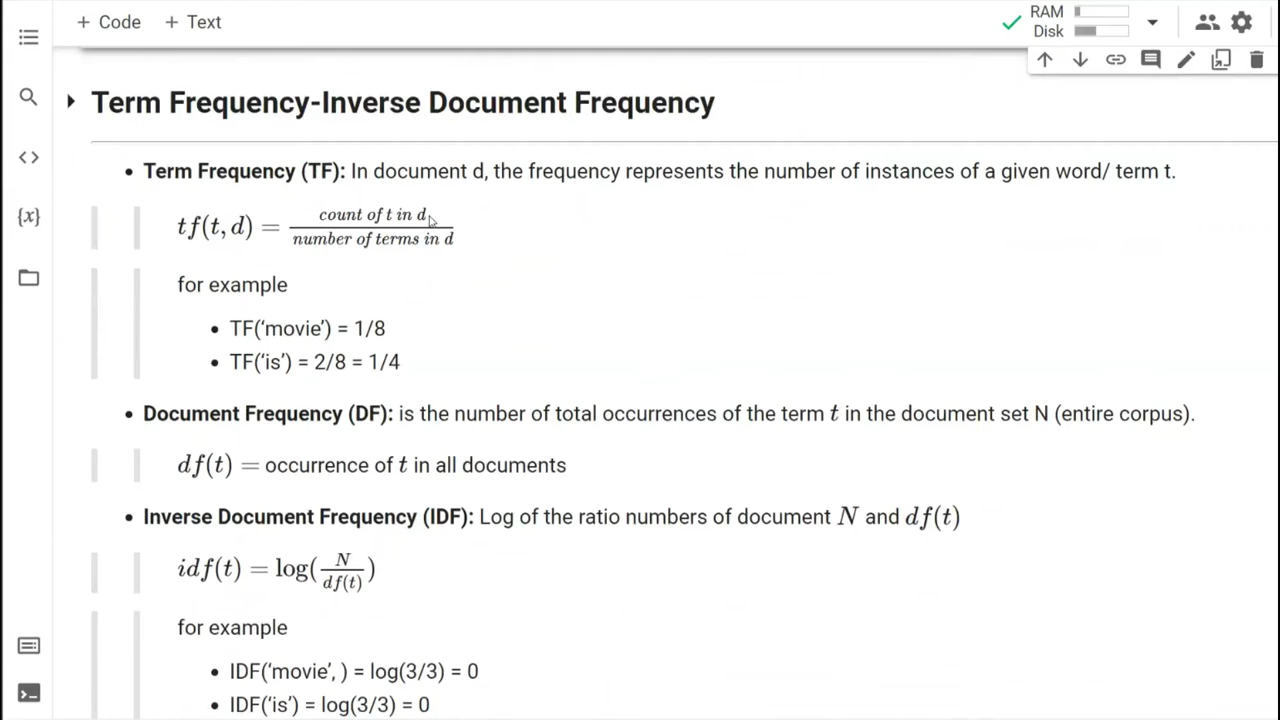 + Code + Text
RAM
Disk
Term Frequency-Inverse Document Frequency
• Term Frequency (TF): In document d, the frequency represents the number of instances of a given word/ term t.
tf(t, d) = count of t in d / number of terms in d
for example
• TF(‘movie’) = 1/8
• TF(‘is’) = 2/8 = 1/4
• Document Frequency (DF): is the number of total occurrences of the term t in the document set N (entire corpus).
df(t) = occurrence of t in all documents
• Inverse Document Frequency (IDF): Log of the ratio numbers of document N and df(t)
idf(t) = log(N / df(t))
for example
• IDF(‘movie’, ) = log(3/3) = 0
• IDF(‘is’) = log(3/3) = 0